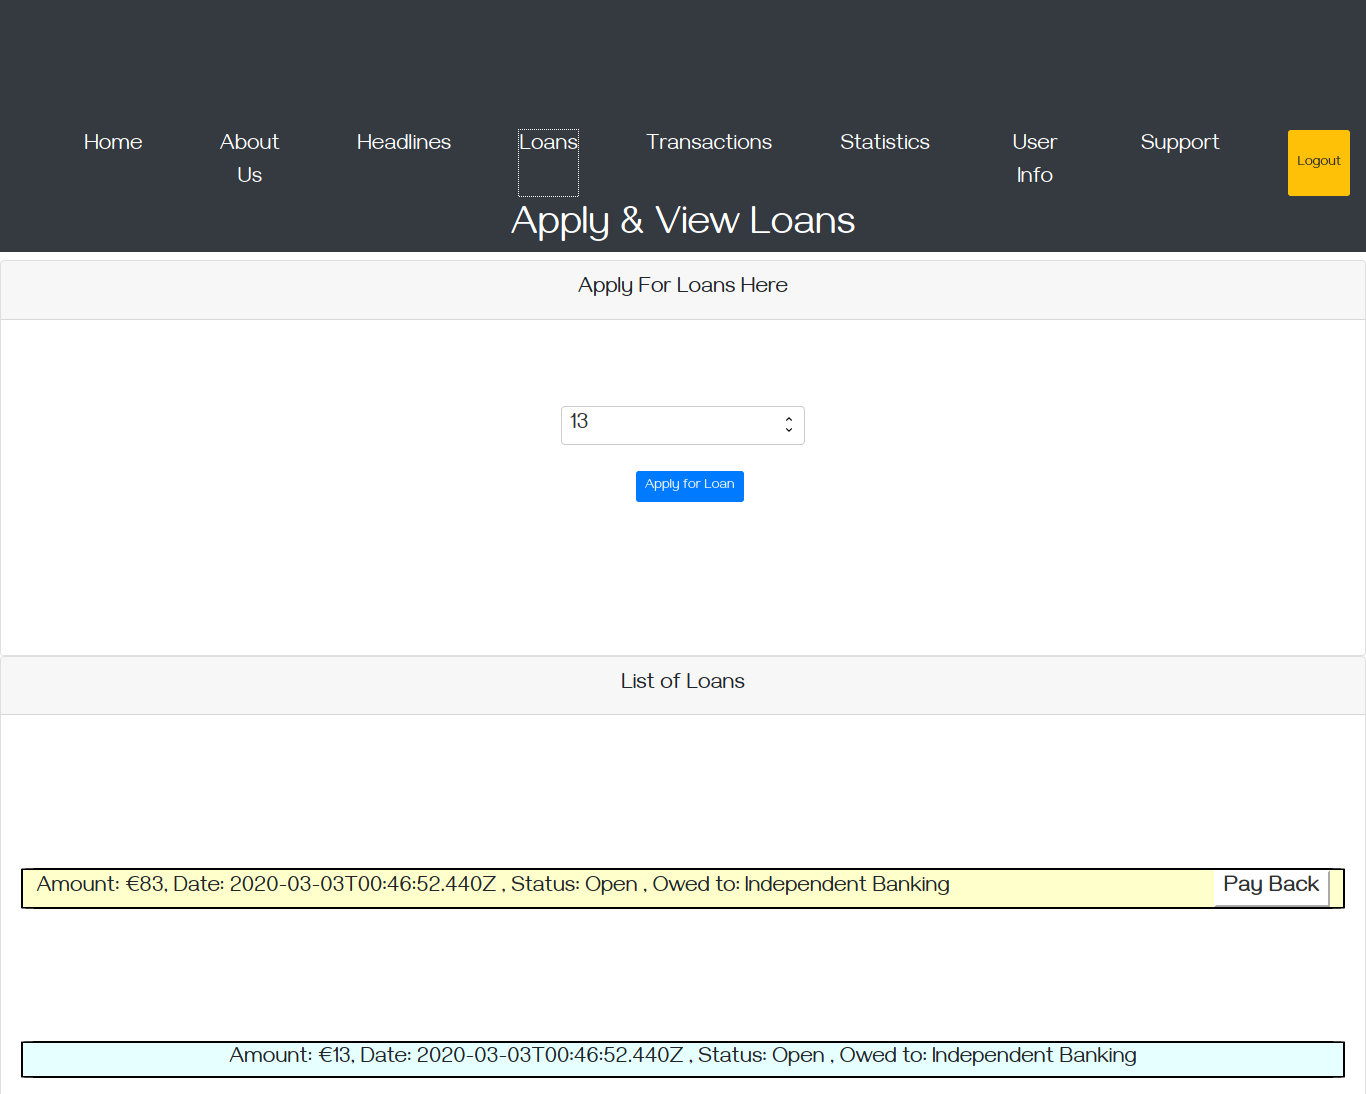 Home About Us Headlines Loans Transactions Statistics User Info Support Logout
Apply & View Loans
Apply For Loans Here
13
Apply for Loan
List of Loans
Amount: €83, Date: 2020-03-03T00:46:52.440Z , Status: Open , Owed to: Independent Banking Pay Back
Amount: €13, Date: 2020-03-03T00:46:52.440Z , Status: Open , Owed to: Independent Banking